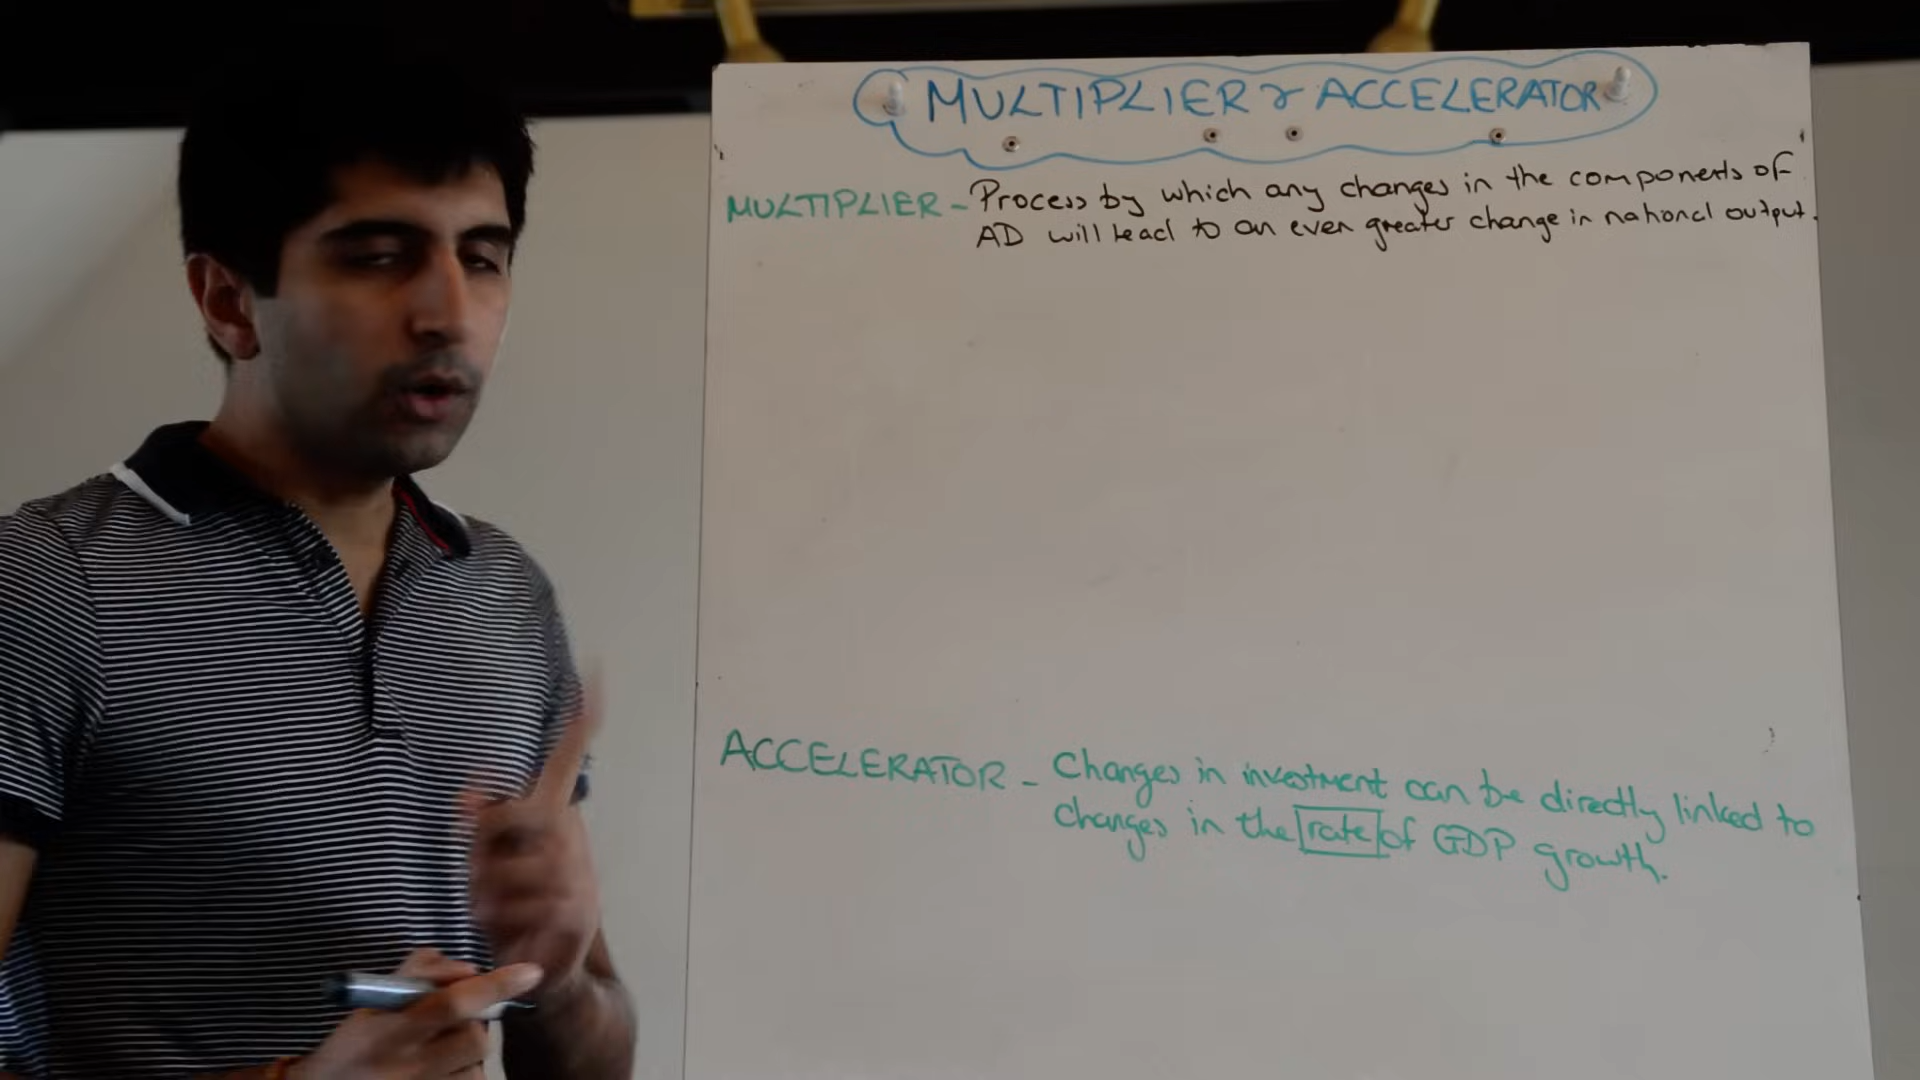 MULTIPLIER & ACCELERATOR
MULTIPLIER - Process by which any changes in the components of
AD will lead to an even greater change in national output.
ACCELERATOR - Changes in investment can be directly linked to
changes in the rate of GDP growth.